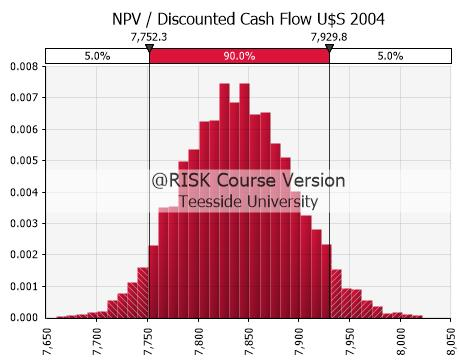 NPV / Discounted Cash Flow U$S 2004
7,752.3 7,929.8
5.0% 90.0% 5.0%
0.008
0.007
0.006
0.005
0.004
0.003
0.002
0.001
0.000
@RISK Course Version
Teesside University
7,650 7,700 7,750 7,800 7,850 7,900 7,950 8,000 8,050